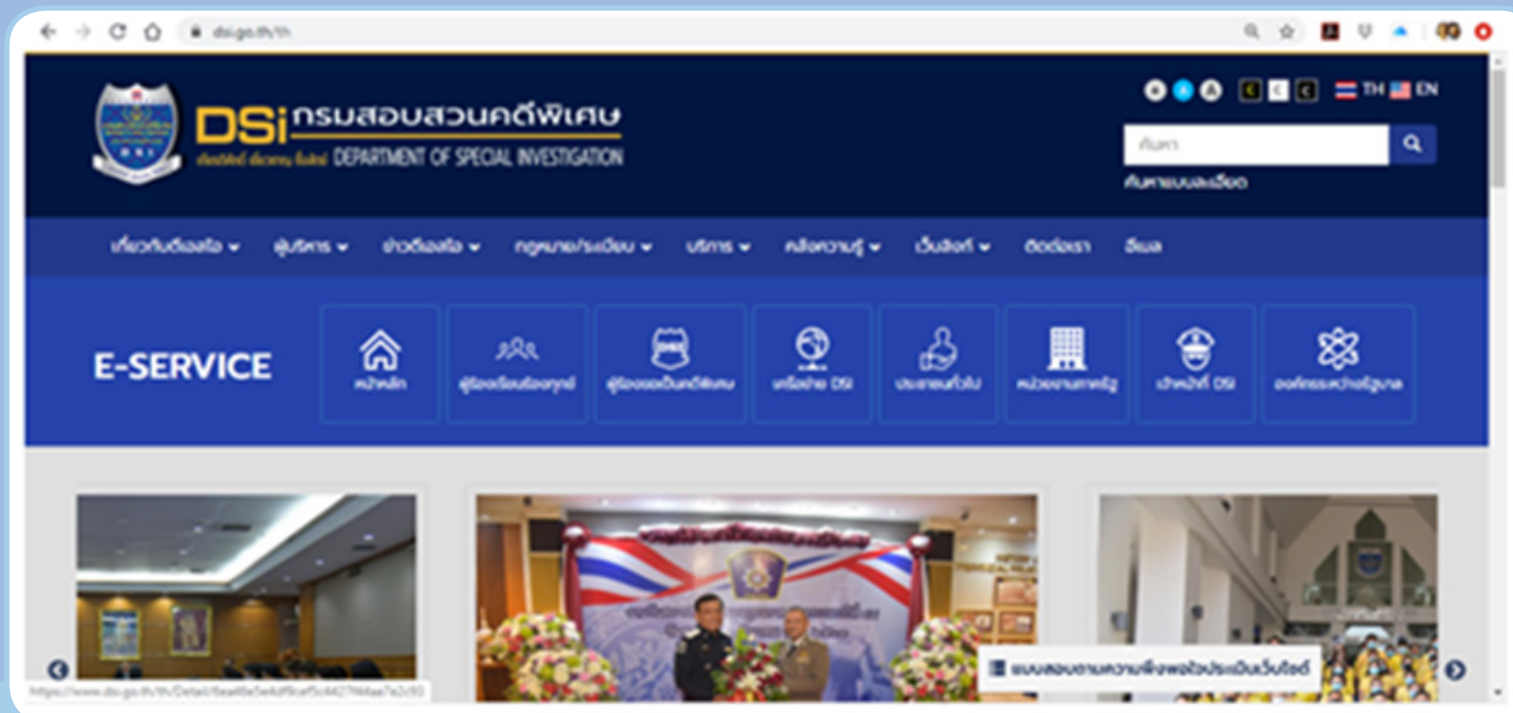 dsi.go.th/th
TH EN
DSi กรมสอบสวนคดีพิเศษ
DEPARTMENT OF SPECIAL INVESTIGATION
DSI
ค้นหา
ค้นหาแบบละเอียด
เกี่ยวกับดีเอสไอ ผู้บริหาร ข่าวดีเอสไอ กฎหมาย/ระเบียบ บริการ คลังความรู้ เว็บลิงก์ ติดต่อเรา อีเมล
E-SERVICE
หน้าหลัก ผู้ร้องเรียนร้องทุกข์ ผู้ร้องขอเป็นคดีพิเศษ เครือข่าย DSI ประชาชนทั่วไป หน่วยงานภาครัฐ เจ้าหน้าที่ DSI องค์กรระหว่างรัฐบาล
แบบสอบถามความพึงพอใจประเมินเว็บไซต์